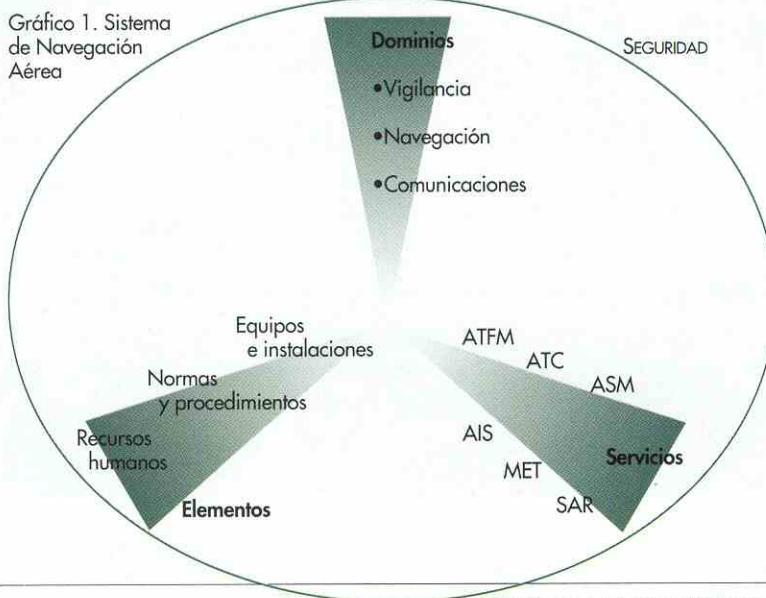 Gráfico 1. Sistema
de Navegación
Aérea
SEGURIDAD
Dominios
•Vigilancia
•Navegación
•Comunicaciones
Equipos
e instalaciones
Normas
y procedimientos
Recursos
humanos
Elementos
ATFM
ATC
ASM
AIS
MET
SAR
Servicios